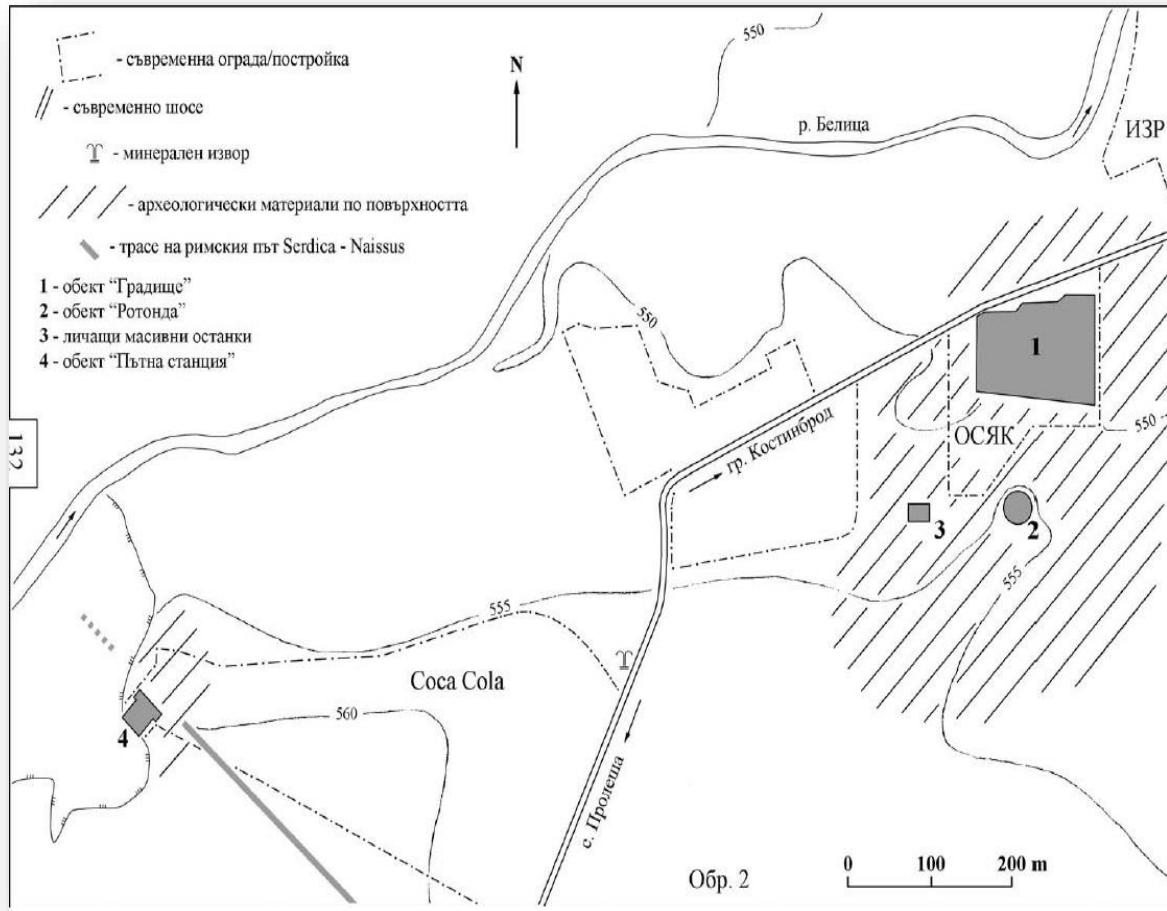 - съвременна ограда/постройка
- съвременно шосе
- минерален извор
- археологически материали по повърхността
- трасе на римския път Serdica - Naissus
1 - обект “Градище”
2 - обект “Ротонда”
3 - личащи масивни останки
4 - обект “Пътна станция”
N
550
р. Белица
ИЗР
550
1
гр. Костинброд
ОСЯК
550
132
3
2
555
555
Coca Cola
560
4
с. Пролеша
Обр. 2
0 100 200 m